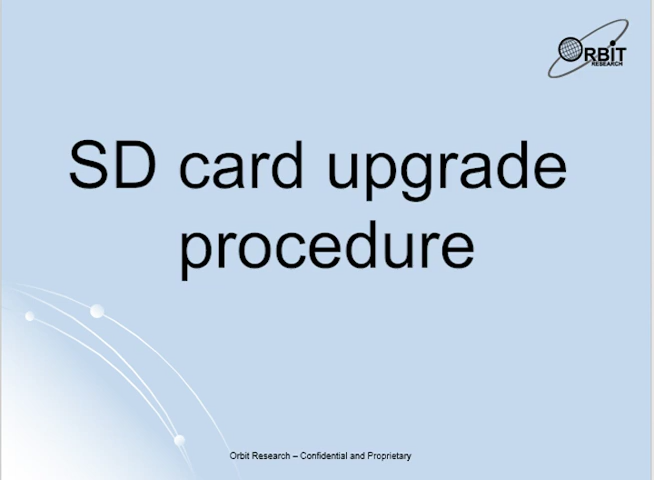 ORBIT
RESEARCH
SD card upgrade
procedure
Orbit Research – Confidential and Proprietary